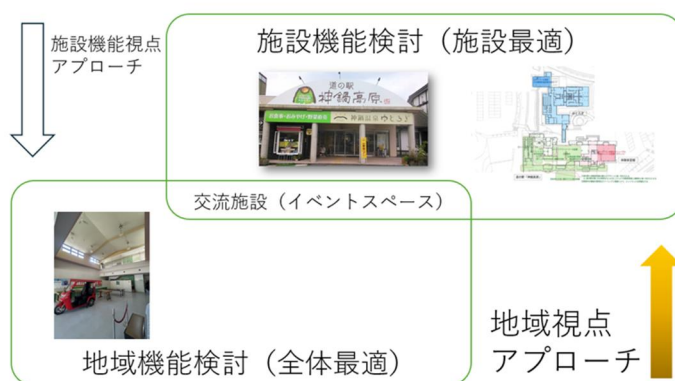 施設機能視点
アプローチ
施設機能検討（施設最適）
道の駅
神鍋高原
交流施設（イベントスペース）
地域視点
アプローチ
地域機能検討（全体最適）